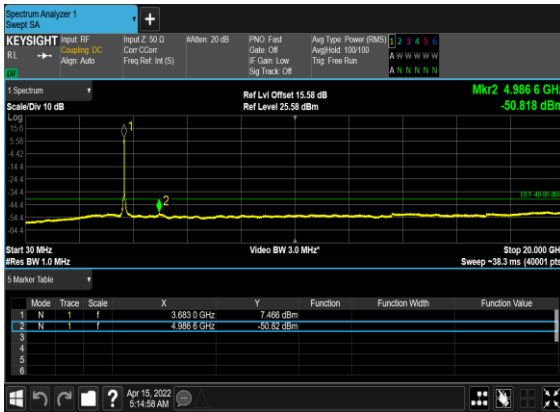 Spectrum Analyzer 1
Swept SA
+
KEYSIGHT Input: RF Input Z: 50 Ω #Atten: 20 dB PNO: Fast Avg Type: Power (RMS) 1 2 3 4 5 6
RL Coupling: DC Corr CCorr Gate: Off Avg|Hold: 100/100 A W W W W W
Align: Auto Freq Ref: Int (S) IF Gain: Low Trig: Free Run
LXI Sig Track: Off A N N N N N
1 Spectrum Ref Lvl Offset 15.58 dB Mkr2 4.986 6 GHz
Scale/Div 10 dB Ref Level 25.58 dBm -50.818 dBm
Log
15.6
5.58
-4.42
-14.4
-24.4
-34.4
-44.4
-54.4
-64.4
1
2
DL1 -40.00 dBm
Start 30 MHz Video BW 3.0 MHz* Stop 20.000 GH
#Res BW 1.0 MHz Sweep ~38.3 ms (40001 pts
5 Marker Table
Mode Trace Scale X Y Function Function Width Function Value
1 N 1 f 3.683 0 GHz 7.466 dBm
2 N 1 f 4.986 6 GHz -50.82 dBm
3
4
5
6
? Apr 15, 2022
5:14:58 AM